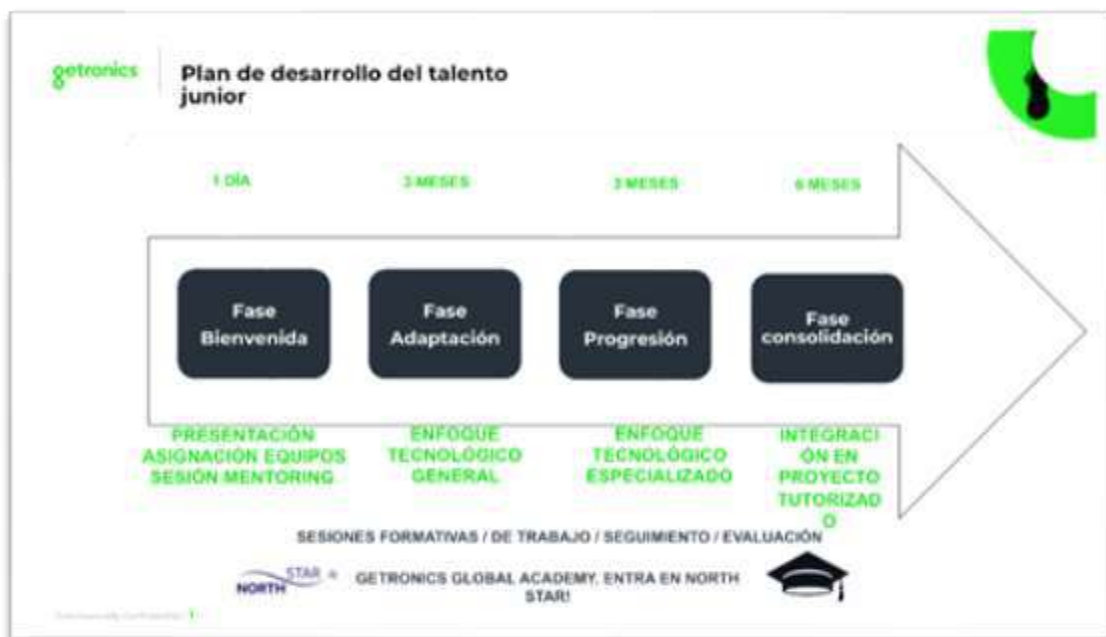 getronics
Plan de desarrollo del talento
junior
1 DÍA
3 MESES
3 MESES
6 MESES
Fase
Bienvenida
Fase
Adaptación
Fase
Progresión
Fase
consolidación
PRESENTACIÓN
ASIGNACIÓN EQUIPOS
SESIÓN MENTORING
ENFOQUE
TECNOLÓGICO
GENERAL
ENFOQUE
TECNOLÓGICO
ESPECIALIZADO
INTEGRACI
ÓN EN
PROYECTO
TUTORIZAD
O
SESIONES FORMATIVAS / DE TRABAJO / SEGUIMIENTO / EVALUACIÓN
NORTH STAR
GETRONICS GLOBAL ACADEMY. ENTRA EN NORTH
STAR!
1